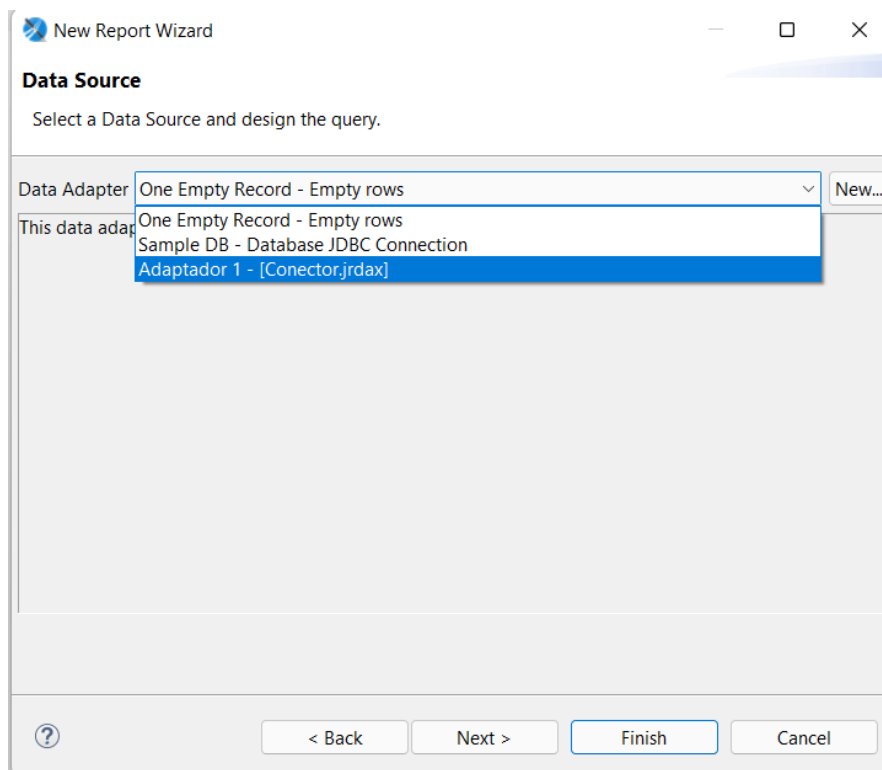 New Report Wizard
Data Source
Select a Data Source and design the query.
Data Adapter One Empty Record - Empty rows New...
This data adap
One Empty Record - Empty rows
Sample DB - Database JDBC Connection
Adaptador 1 - [Conector.jrdax]
?
< Back Next > Finish Cancel